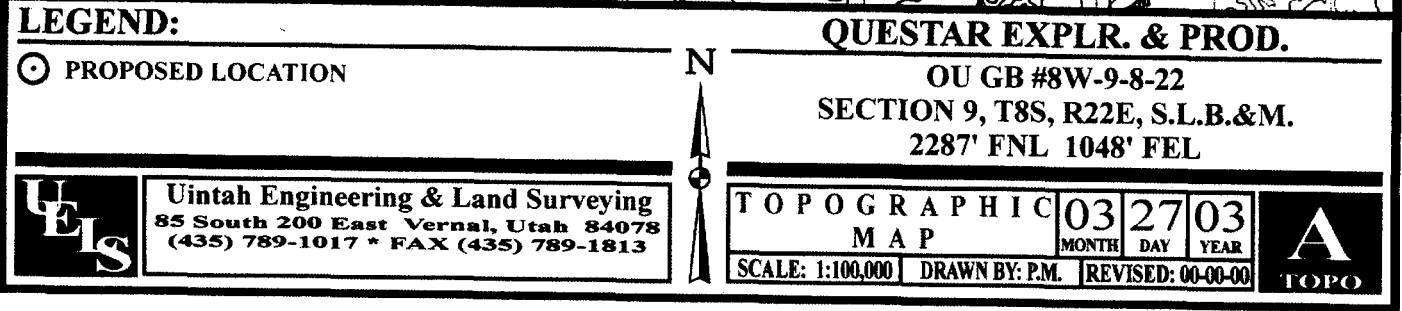 LEGEND:
PROPOSED LOCATION
N
QUESTAR EXPLR. & PROD.
OU GB #8W-9-8-22
SECTION 9, T8S, R22E, S.L.B.&M.
2287' FNL 1048' FEL
UELS
Uintah Engineering & Land Surveying
85 South 200 East Vernal, Utah 84078
(435) 789-1017 * FAX (435) 789-1813
TOPOGRAPHIC
MAP
03 27 03
MONTH DAY YEAR
SCALE: 1:100,000 DRAWN BY: P.M. REVISED: 00-00-00
A
TOPO